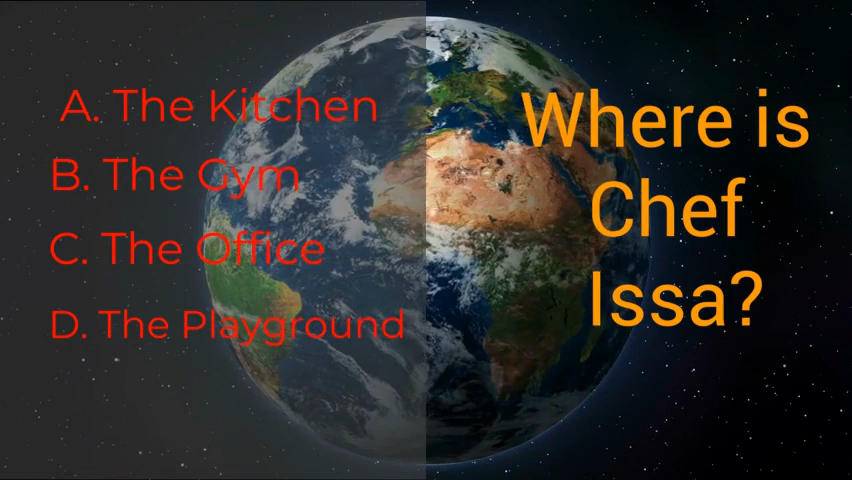 A. The Kitchen
B. The Gym
C. The Office
D. The Playground
Where is
Chef
Issa?